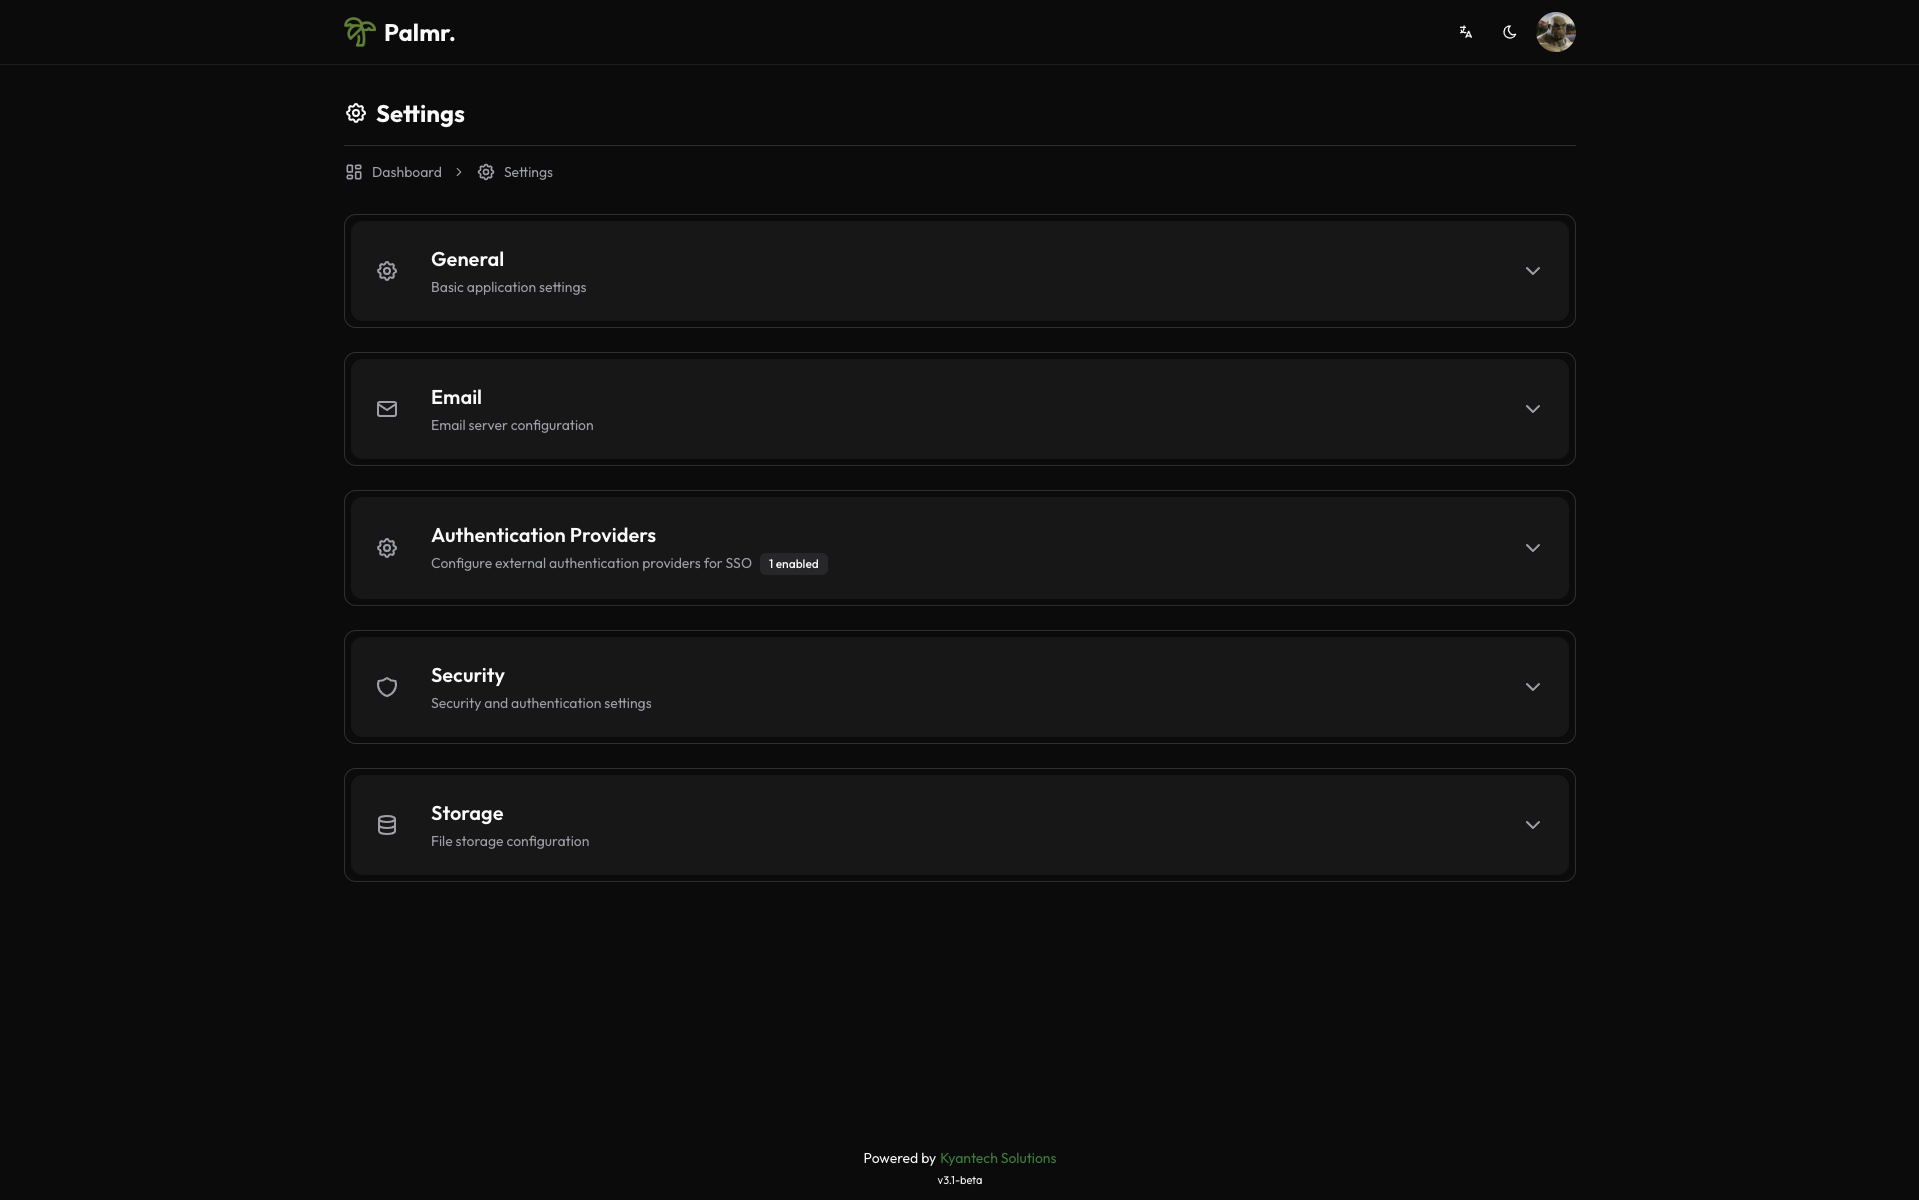 Palmr.
Settings
Dashboard > Settings
General
Basic application settings
Email
Email server configuration
Authentication Providers
Configure external authentication providers for SSO 1 enabled
Security
Security and authentication settings
Storage
File storage configuration
Powered by Kyantech Solutions
v3.1-beta